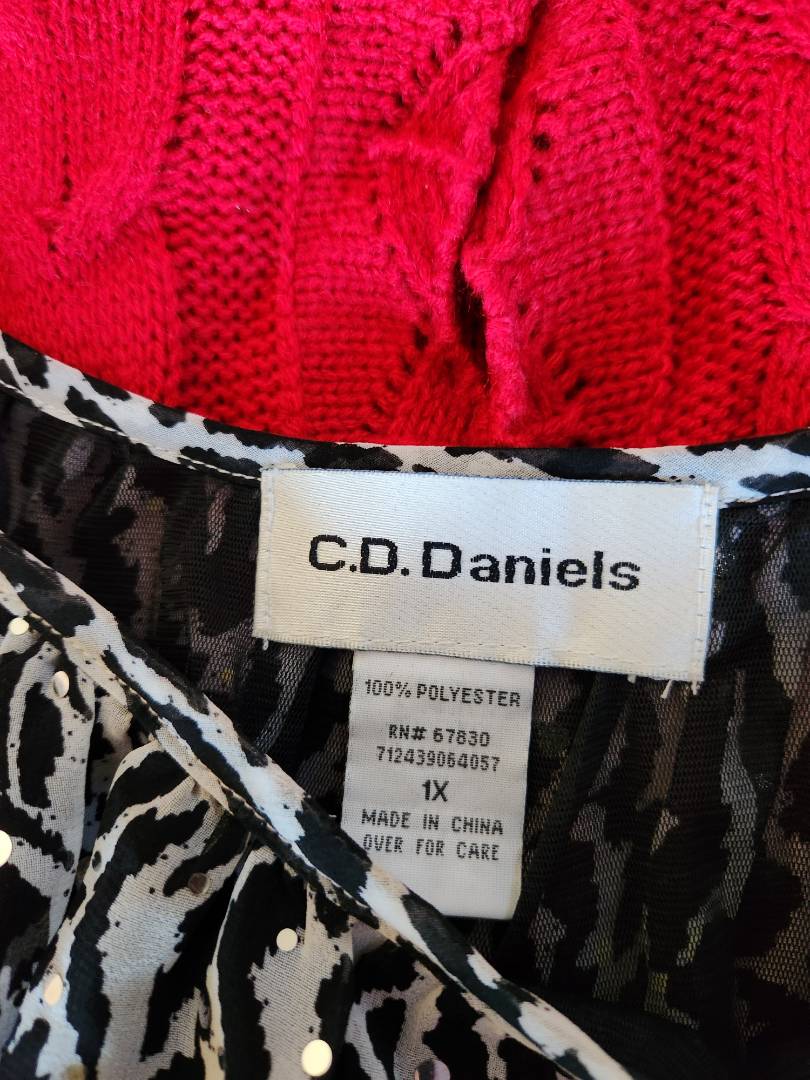 C.D. Daniels
100% POLYESTER
RN# 67830
712439064057
1X
MADE IN CHINA
OVER FOR CARE